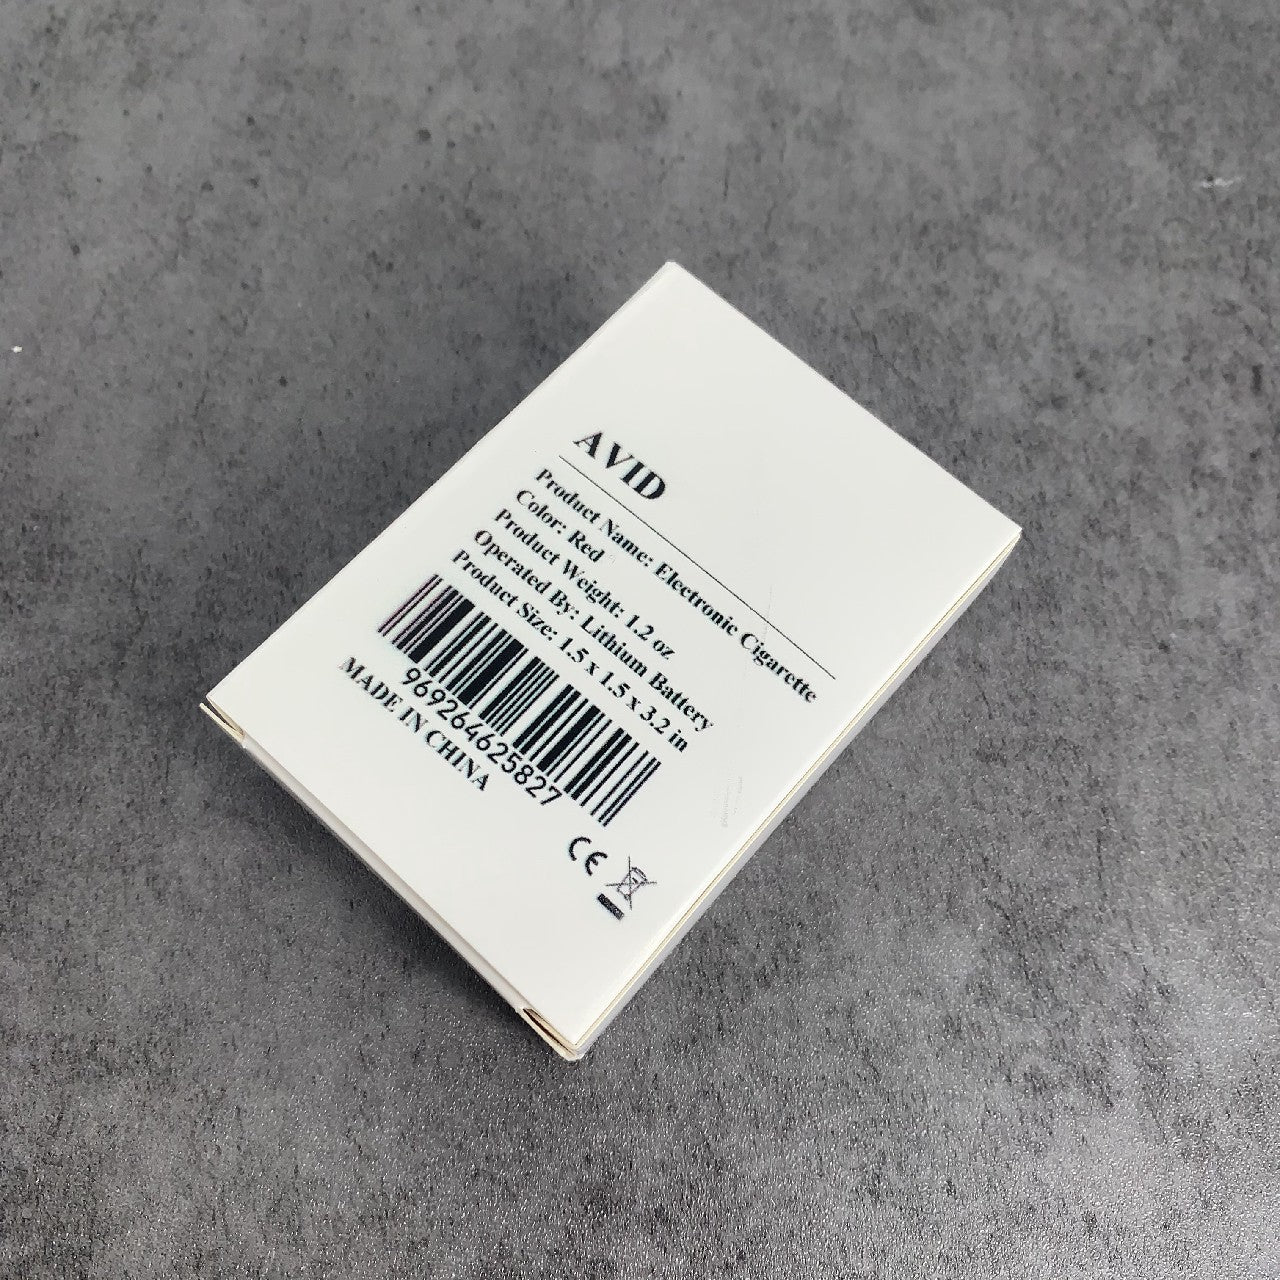 AVID
Product Name: Electronic Cigarette
Color: Red
Product Weight: 1.2 oz
Operated By: Lithium Battery
Product Size: 1.5 x 1.5 x 3.2 in
969264625827
MADE IN CHINA
CE